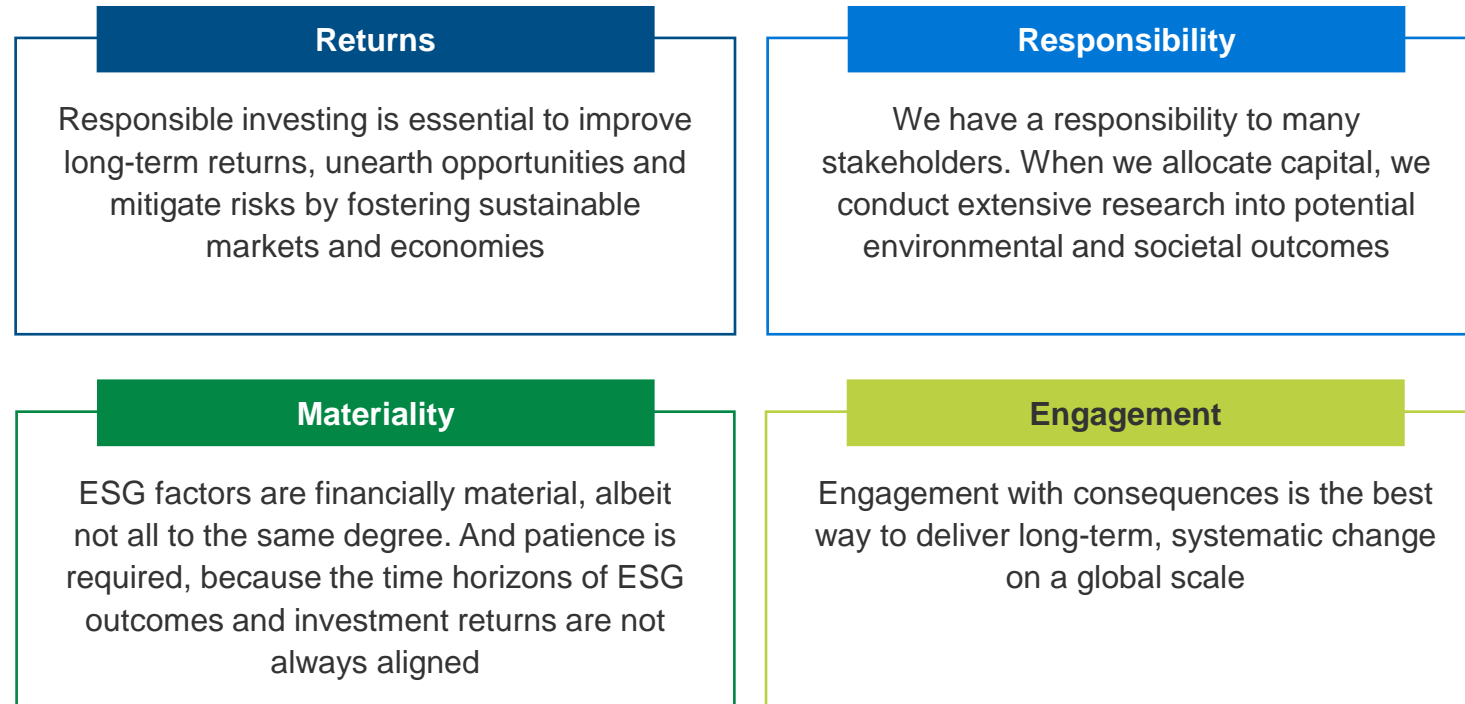 Returns
Responsible investing is essential to improve
long-term returns, unearth opportunities and
mitigate risks by fostering sustainable
markets and economies
Responsibility
We have a responsibility to many
stakeholders. When we allocate capital, we
conduct extensive research into potential
environmental and societal outcomes
Materiality
ESG factors are financially material, albeit
not all to the same degree. And patience is
required, because the time horizons of ESG
outcomes and investment returns are not
always aligned
Engagement
Engagement with consequences is the best
way to deliver long-term, systematic change
on a global scale